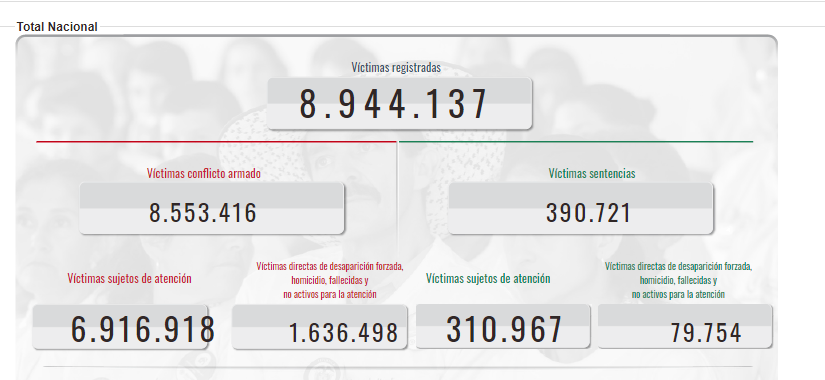 Total Nacional
Víctimas registradas
8.944.137
Víctimas conflicto armado
Víctimas sentencias
8.553.416
390.721
Víctimas sujetos de atención
Víctimas directas de desaparición forzada,
homicidio, fallecidas y
no activos para la atención
Víctimas sujetos de atención
Víctimas directas de desaparición forzada,
homicidio, fallecidas y
no activos para la atención
6.916.918
1.636.498
310.967
79.754